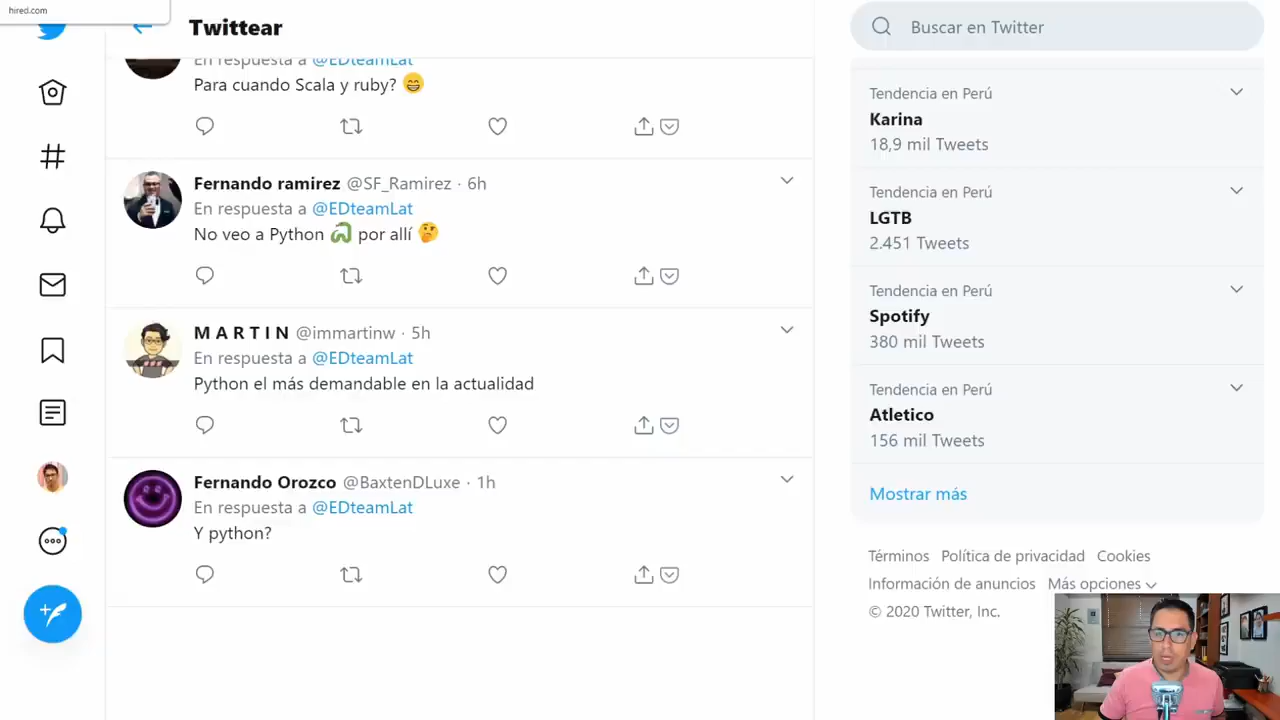 hired.com
Twittear
En respuesta a @EDteamLat
Para cuando Scala y ruby? 😁
Fernando ramirez @SF_Ramirez · 6h
En respuesta a @EDteamLat
No veo a Python 🐍 por allí 🤔
M A R T I N @immartinw · 5h
En respuesta a @EDteamLat
Python el más demandable en la actualidad
Fernando Orozco @BaxtenDLuxe · 1h
En respuesta a @EDteamLat
Y python?
Buscar en Twitter
Tendencia en Perú
Karina
18,9 mil Tweets
Tendencia en Perú
LGTB
2.451 Tweets
Tendencia en Perú
Spotify
380 mil Tweets
Tendencia en Perú
Atletico
156 mil Tweets
Mostrar más
Términos Política de privacidad Cookies
Información de anuncios Más opciones
© 2020 Twitter, Inc.